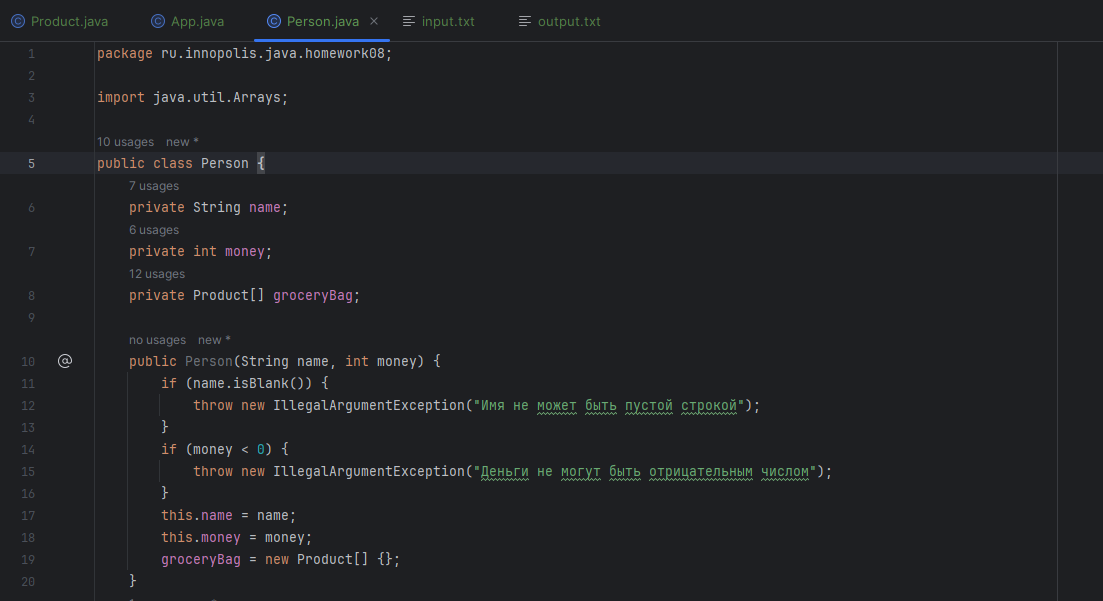 Product.java App.java Person.java input.txt output.txt
1 package ru.innopolis.java.homework08;
2
3 import java.util.Arrays;
4
10 usages new *
5 public class Person {
7 usages
6 private String name;
6 usages
7 private int money;
12 usages
8 private Product[] groceryBag;
9
no usages new *
10 public Person(String name, int money) {
11 if (name.isBlank()) {
12 throw new IllegalArgumentException("Имя не может быть пустой строкой");
13 }
14 if (money < 0) {
15 throw new IllegalArgumentException("Деньги не могут быть отрицательным числом");
16 }
17 this.name = name;
18 this.money = money;
19 groceryBag = new Product[] {};
20 }